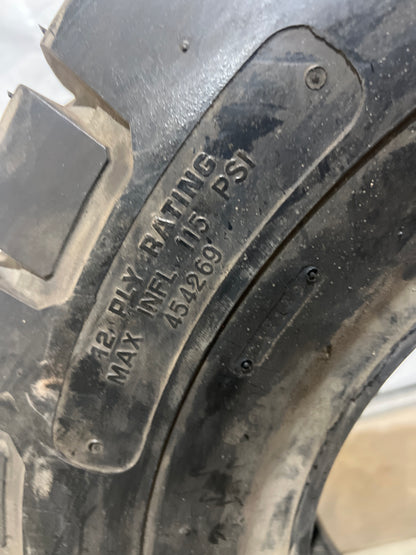 12 PLY RATING
MAX INFL. 115 PSI
454269